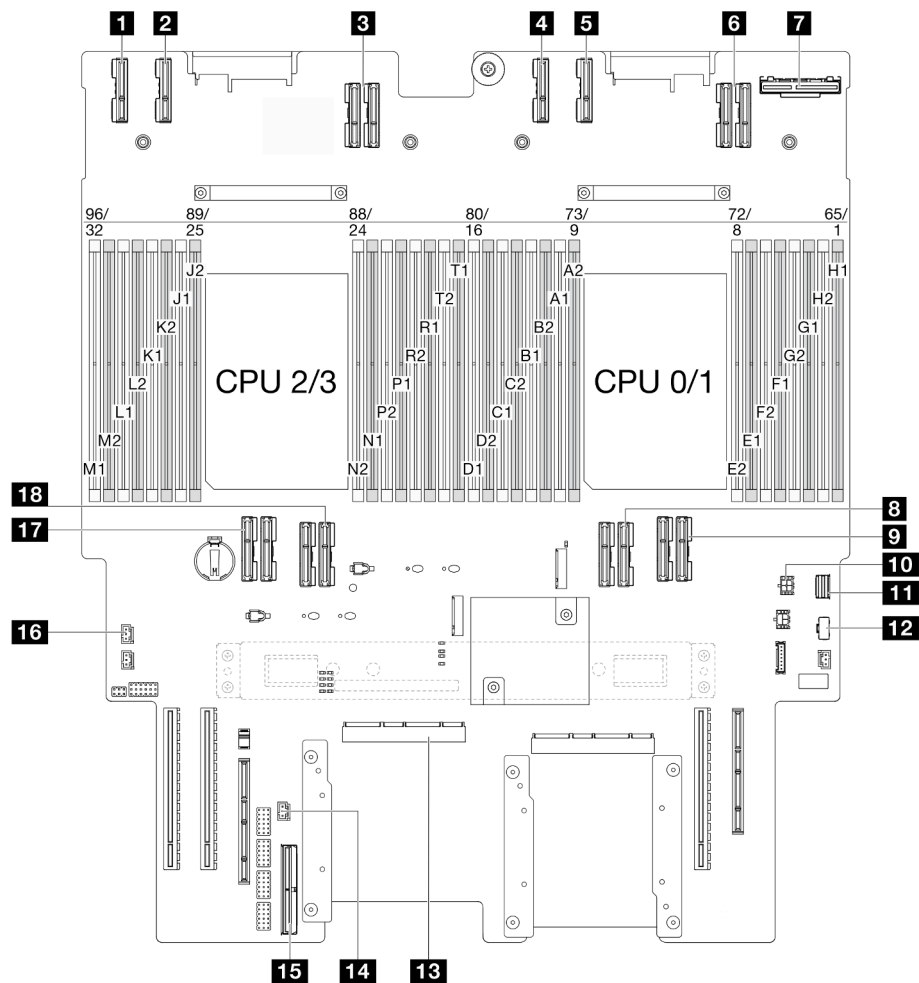 1 2 3 4 5 6 7
96/ 89/ 88/ 80/ 73/ 72/ 65/
32 25 24 16 9 8 1
J2 T1 A2 H1
J1 T2 A1 H2
K2 R1 B2 G1
K1 R2 B1 G2
CPU 2/3 CPU 0/1
L2 P1 C2 F1
L1 P2 C1 F2
M2 N1 D2 E1
M1 N2 D1 E2
18 8
17 9
10
11
16 12
15 14 13